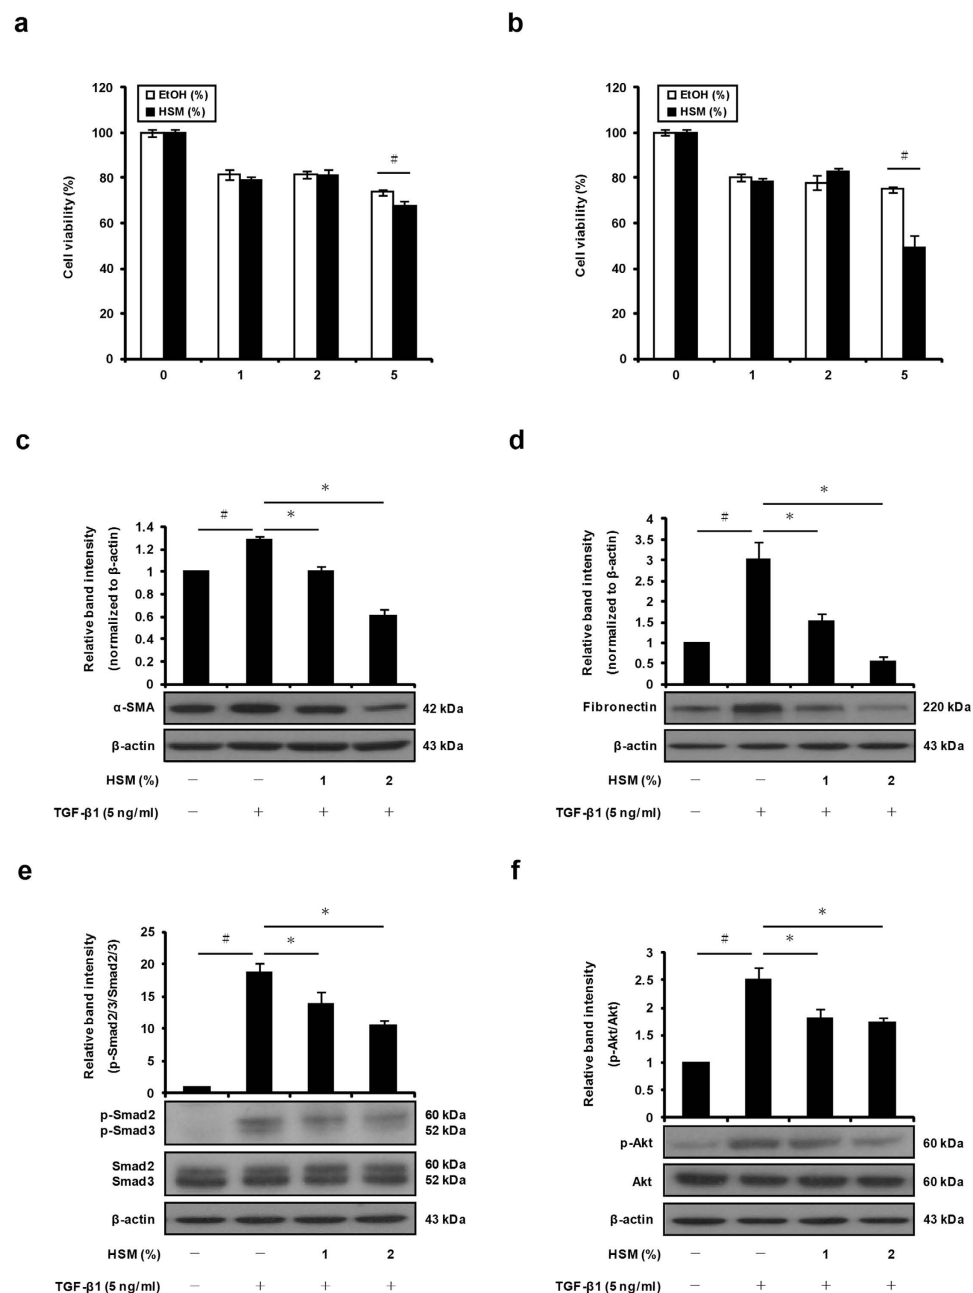 a
120
100
80
60
40
20
0
Cell viability (%)
EtOH (%)
HSM (%)
#
0 1 2 5
b
120
100
80
60
40
20
0
Cell viability (%)
EtOH (%)
HSM (%)
#
0 1 2 5
c
Relative band intensity
(normalized to β-actin)
1.4
1.2
1
0.8
0.6
0.4
0.2
0
# * *
α-SMA 42 kDa
β-actin 43 kDa
HSM (%) − − 1 2
TGF-β1 (5 ng/ml) − + + +
d
Relative band intensity
(normalized to β-actin)
4
3.5
3
2.5
2
1.5
1
0.5
0
# * *
Fibronectin 220 kDa
β-actin 43 kDa
HSM (%) − − 1 2
TGF-β1 (5 ng/ml) − + + +
e
Relative band intensity
(p-Smad2/3/Smad2/3)
25
20
15
10
5
0
# * *
p-Smad2 60 kDa
p-Smad3 52 kDa
Smad2 60 kDa
Smad3 52 kDa
β-actin 43 kDa
HSM (%) − − 1 2
TGF-β1 (5 ng/ml) − + + +
f
Relative band intensity
(p-Akt/Akt)
3
2.5
2
1.5
1
0.5
0
# * *
p-Akt 60 kDa
Akt 60 kDa
β-actin 43 kDa
HSM (%) − − 1 2
TGF-β1 (5 ng/ml) − + + +